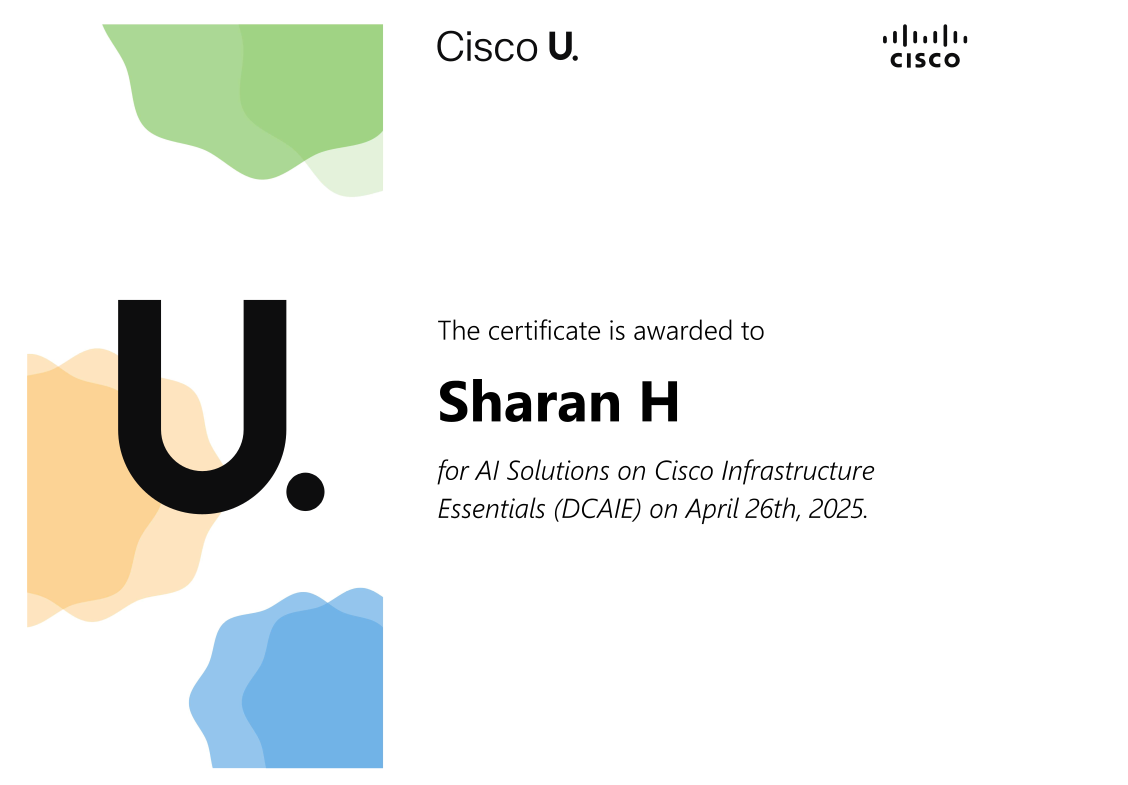 Cisco U.
CISCO
U.
The certificate is awarded to
Sharan H
for AI Solutions on Cisco Infrastructure
Essentials (DCAIE) on April 26th, 2025.